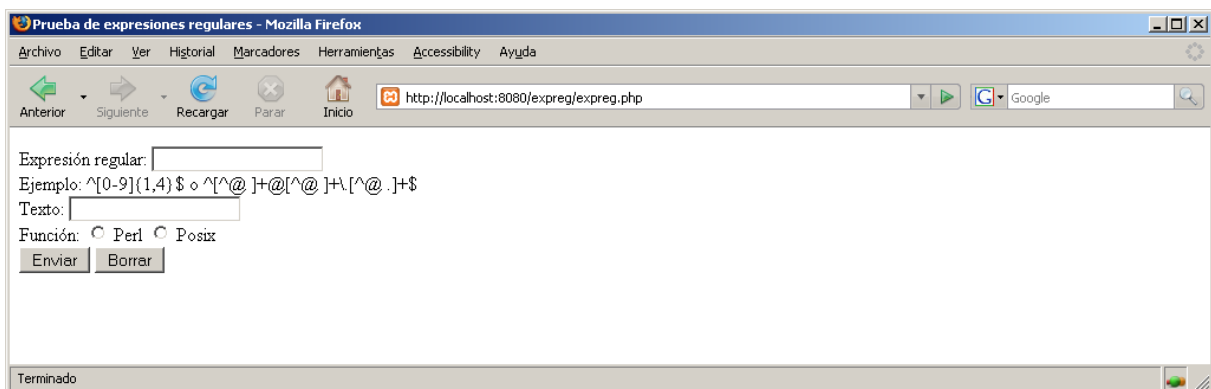 Prueba de expresiones regulares - Mozilla Firefox
Archivo Editar Ver Historial Marcadores Herramientas Accessibility Ayuda
Anterior Siguiente Recargar Parar Inicio http://localhost:8080/expreg/expreg.php G Google
Expresión regular:
Ejemplo: ^[0-9]{1,4}$ o ^[^@ ]+@[^@ ]+\.[^@ .]+$
Texto:
Función: Perl Posix
Enviar Borrar
Terminado